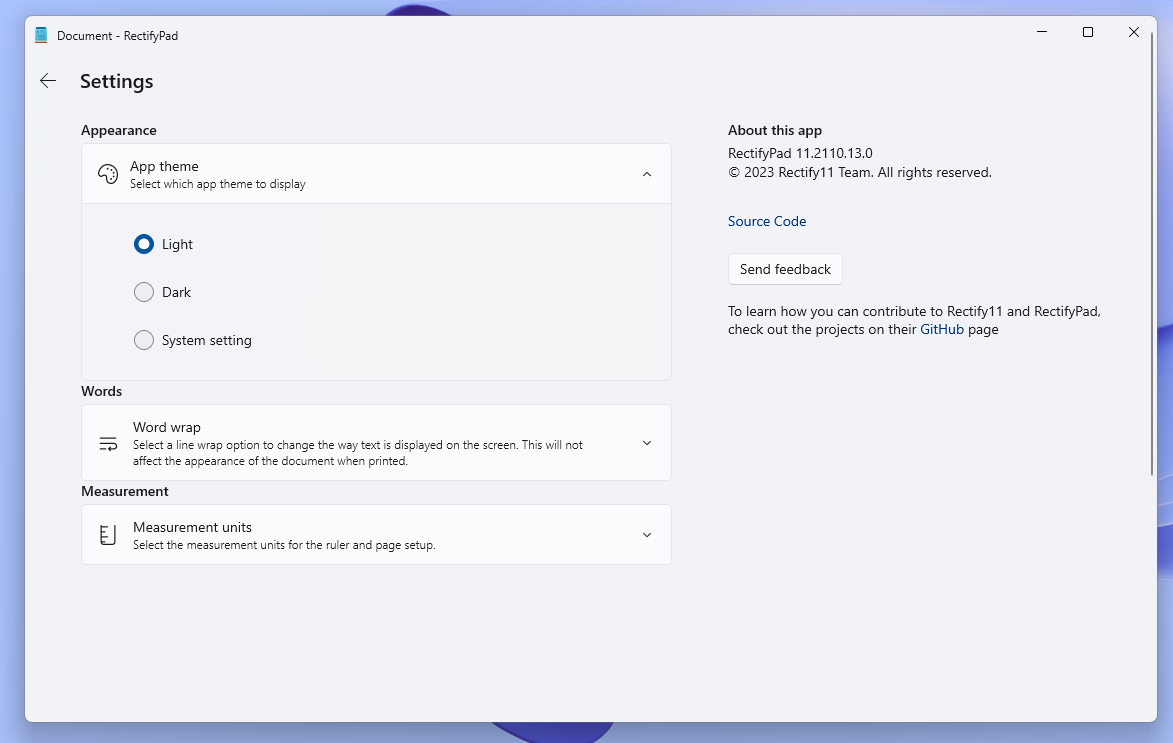 Document - RectifyPad
Settings
Appearance
App theme
Select which app theme to display
Light
Dark
System setting
Words
Word wrap
Select a line wrap option to change the way text is displayed on the screen. This will not
affect the appearance of the document when printed.
Measurement
Measurement units
Select the measurement units for the ruler and page setup.
About this app
RectifyPad 11.2110.13.0
© 2023 Rectify11 Team. All rights reserved.
Source Code
Send feedback
To learn how you can contribute to Rectify11 and RectifyPad,
check out the projects on their GitHub page